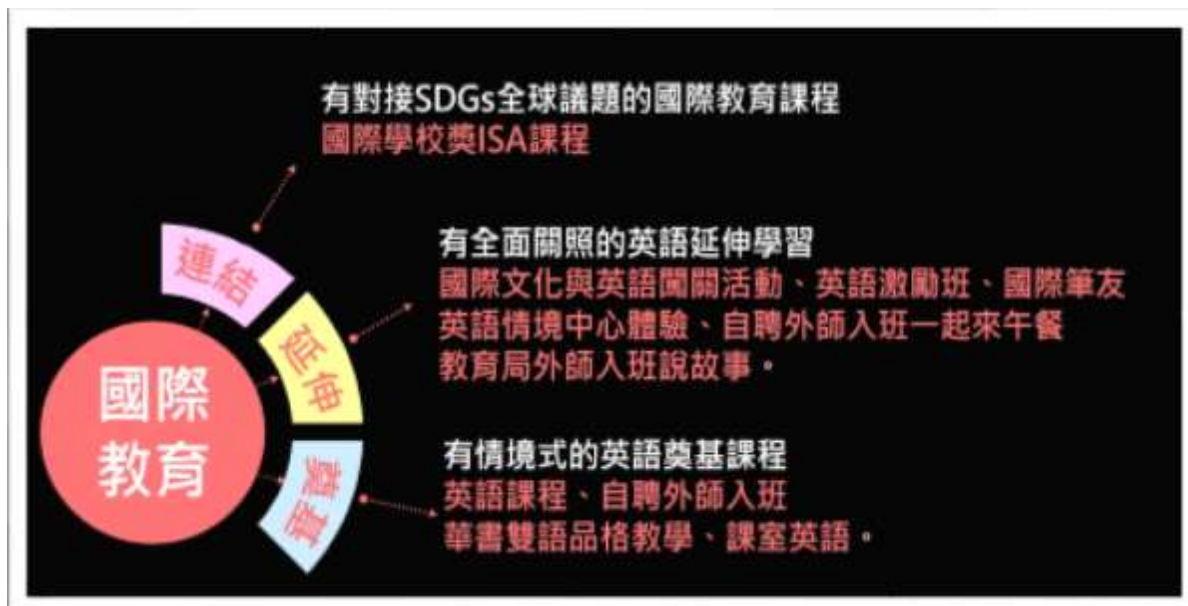 有對接SDGs全球議題的國際教育課程
國際學校獎ISA課程
連結
有全面關照的英語延伸學習
國際文化與英語闖關活動、英語激勵班、國際筆友
英語情境中心體驗、自聘外師入班一起來午餐
教育局外師入班說故事。
延伸
國際
教育
有情境式的英語奠基課程
英語課程、自聘外師入班
華書雙語品格教學、課室英語。
奠基